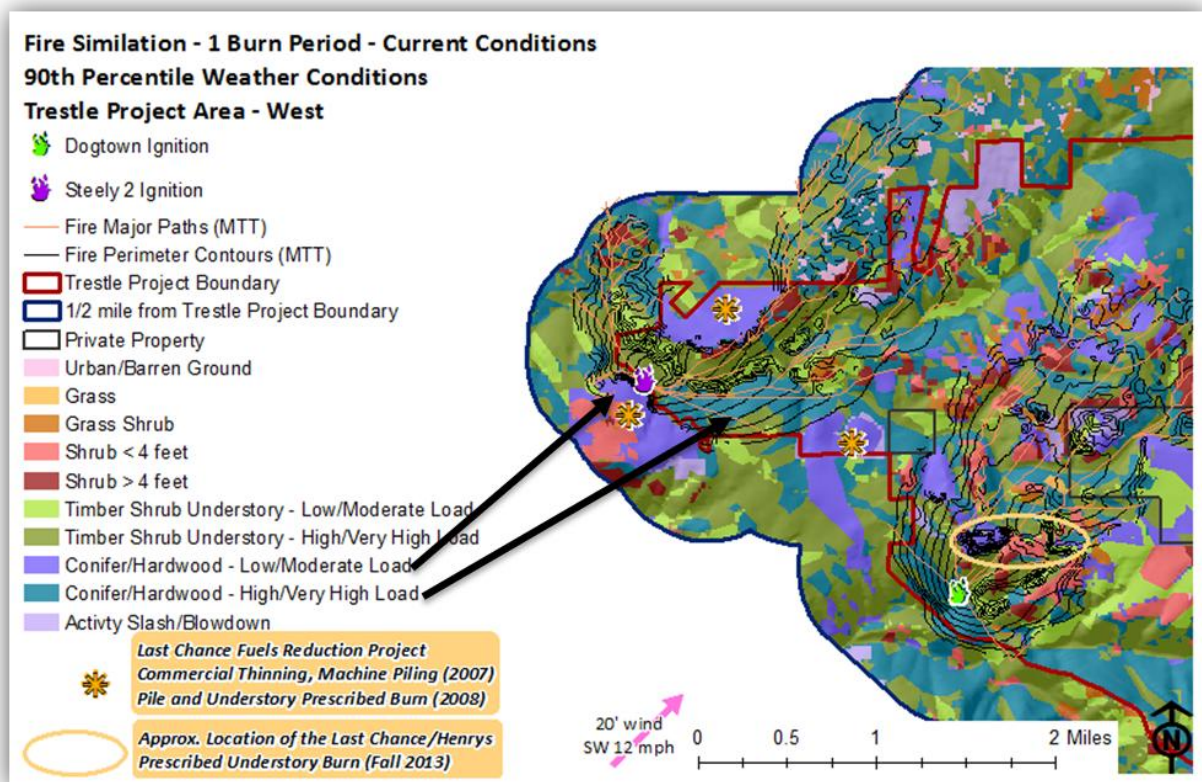 Fire Similation - 1 Burn Period - Current Conditions
90th Percentile Weather Conditions
Trestle Project Area - West
Dogtown Ignition
Steely 2 Ignition
Fire Major Paths (MTT)
Fire Perimeter Contours (MTT)
Trestle Project Boundary
1/2 mile from Trestle Project Boundary
Private Property
Urban/Barren Ground
Grass
Grass Shrub
Shrub < 4 feet
Shrub > 4 feet
Timber Shrub Understory - Low/Moderate Load
Timber Shrub Understory - High/Very High Load
Conifer/Hardwood - Low/Moderate Load
Conifer/Hardwood - High/Very High Load
Activty Slash/Blowdown
Last Chance Fuels Reduction Project
Commercial Thinning, Machine Piling (2007)
Pile and Understory Prescribed Burn (2008)
Approx. Location of the Last Chance/Henrys
Prescribed Understory Burn (Fall 2013)
20' wind
SW 12 mph
0 0.5 1 2 Miles
N